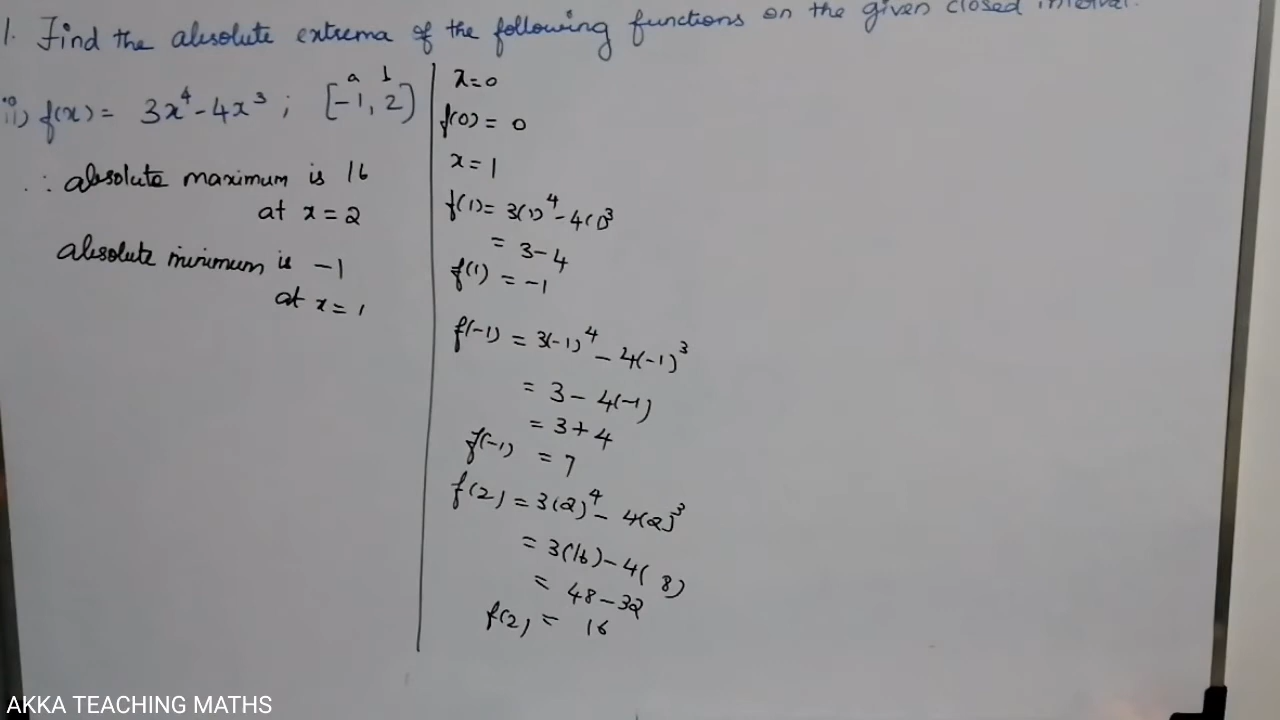 1. Find the absolute extrema of the following functions on the given closed interval.
a b
ii) f(x) = 3x⁴-4x³ ; [-1, 2]
∴ absolute maximum is 16
at x = 2
absolute minimum is -1
at x = 1
x = 0
f(0) = 0
x = 1
f(1) = 3(1)⁴-4(1)³
= 3-4
f(1) = -1
f(-1) = 3(-1)⁴ - 4(-1)³
= 3 - 4(-1)
= 3+4
f(-1) = 7
f(2) = 3(2)⁴ - 4(2)³
= 3(16)-4( 8)
= 48-32
f(2) = 16
AKKA TEACHING MATHS